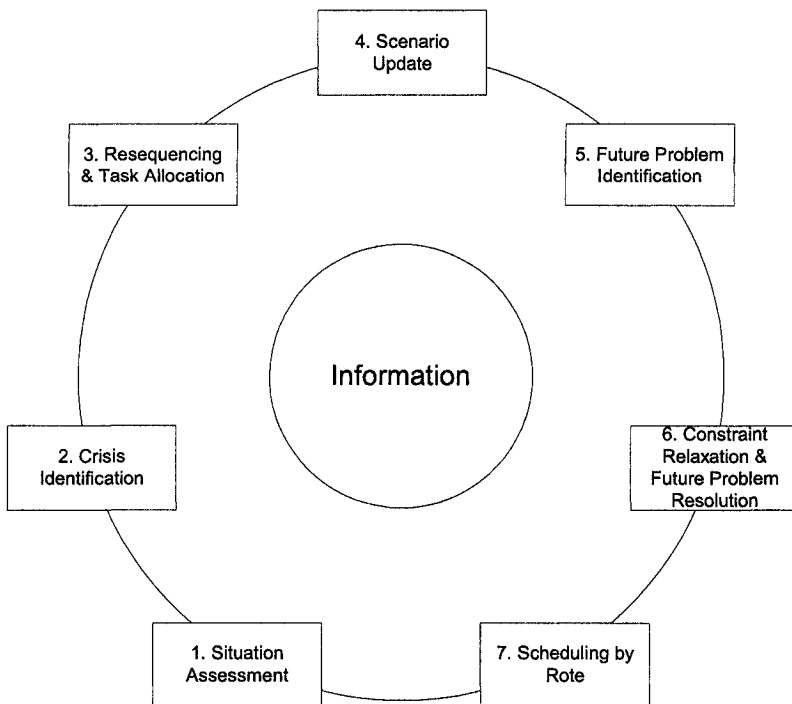 4. Scenario
Update
3. Resequencing
& Task Allocation
5. Future Problem
Identification
Information
2. Crisis
Identification
6. Constraint
Relaxation &
Future Problem
Resolution
1. Situation
Assessment
7. Scheduling by
Rote